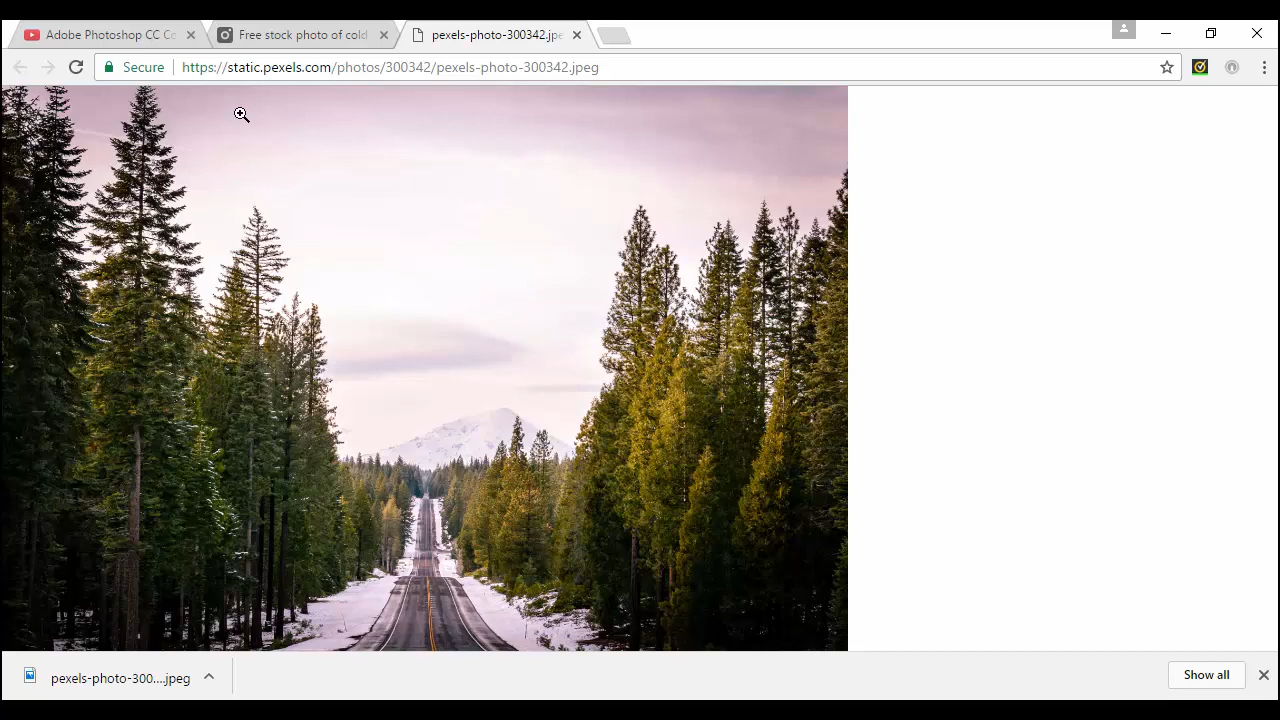 Adobe Photoshop CC Co
Free stock photo of cold
pexels-photo-300342.jpe
Secure
https://static.pexels.com/photos/300342/pexels-photo-300342.jpeg
pexels-photo-300....jpeg
Show all